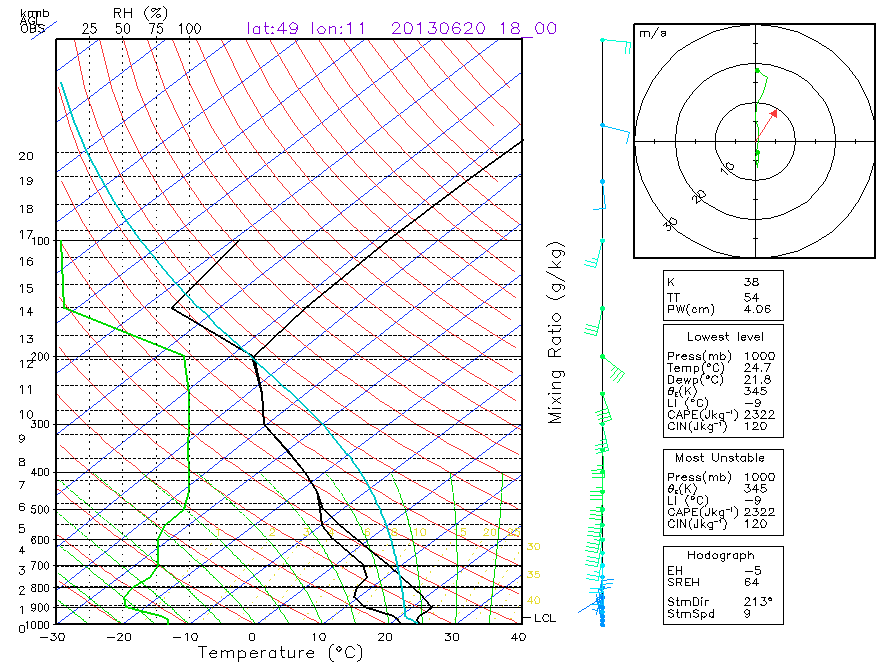 km mb
AGL
OBS
RH (%)
25 50 75 100
lat:49 lon:11 20130620 18_00
20
19
18
17
100
16
15
14
13
200
12
11
10
300
9
8
400
7
6
500
5
600
4
3 700
2 800
1 900
0 1000
-30 -20 -10 0 10 20 30 40
Temperature (°C)
30
35
40
LCL
Mixing Ratio (g/kg)
m/s
10
20
30
K 38
TT 54
PW(cm) 4.06
Lowest level
Press(mb) 1000
Temp(°C) 24.7
Dewp(°C) 21.8
θE(K) 345
LI (°C) -9
CAPE(Jkg⁻¹) 2322
CIN(Jkg⁻¹) 120
Most Unstable
Press(mb) 1000
θE(K) 345
LI (°C) -9
CAPE(Jkg⁻¹) 2322
CIN(Jkg⁻¹) 120
Hodograph
EH -5
SREH 64
StmDir 213°
StmSpd 9